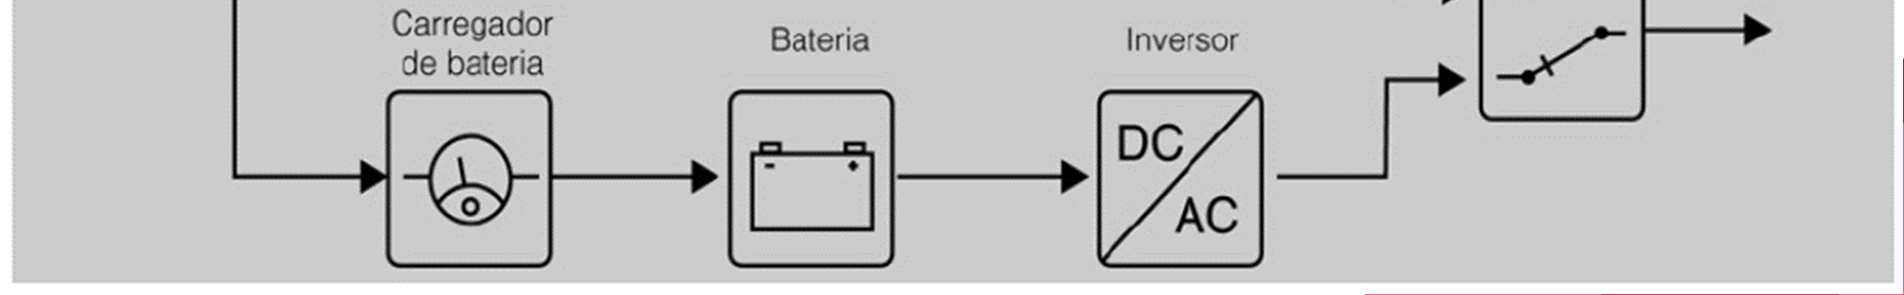 Carregador
de bateria
Bateria
Inversor
- +
DC
AC